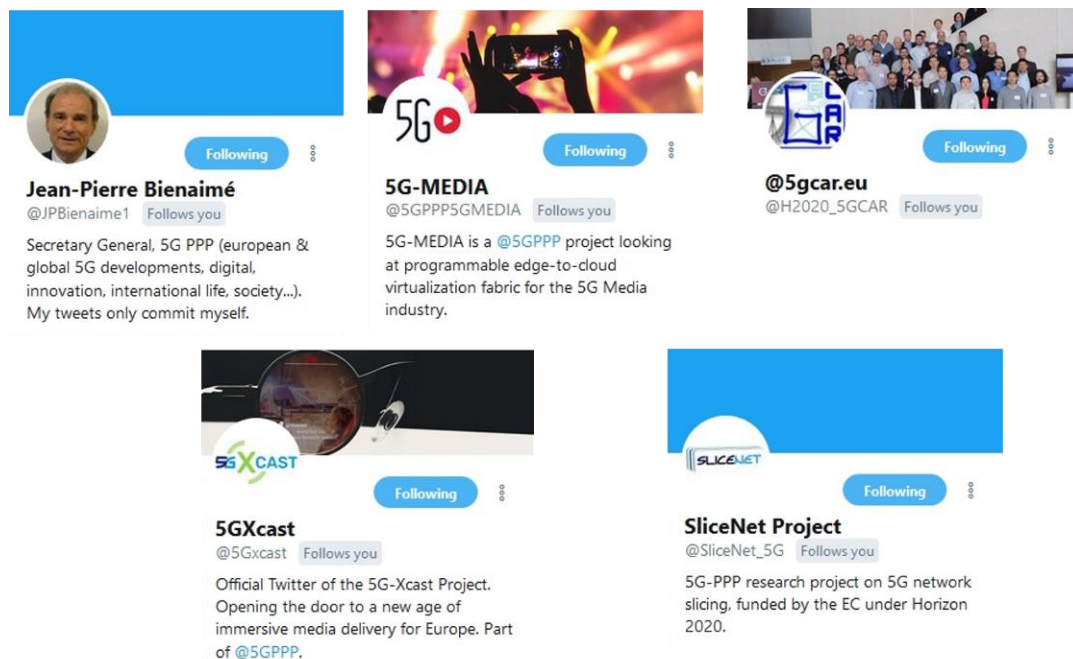 Following
Jean-Pierre Bienaimé
@JPBienaime1 Follows you
Secretary General, 5G PPP (european &
global 5G developments, digital,
innovation, international life, society...).
My tweets only commit myself.
5G
Following
5G-MEDIA
@5GPPP5GMEDIA Follows you
5G-MEDIA is a @5GPPP project looking
at programmable edge-to-cloud
virtualization fabric for the 5G Media
industry.
5G CAR
Following
@5gcar.eu
@H2020_5GCAR Follows you
5G XCAST
Following
5GXcast
@5Gxcast Follows you
Official Twitter of the 5G-Xcast Project.
Opening the door to a new age of
immersive media delivery for Europe. Part
of @5GPPP.
SLICENET
Following
SliceNet Project
@SliceNet_5G Follows you
5G-PPP research project on 5G network
slicing, funded by the EC under Horizon
2020.